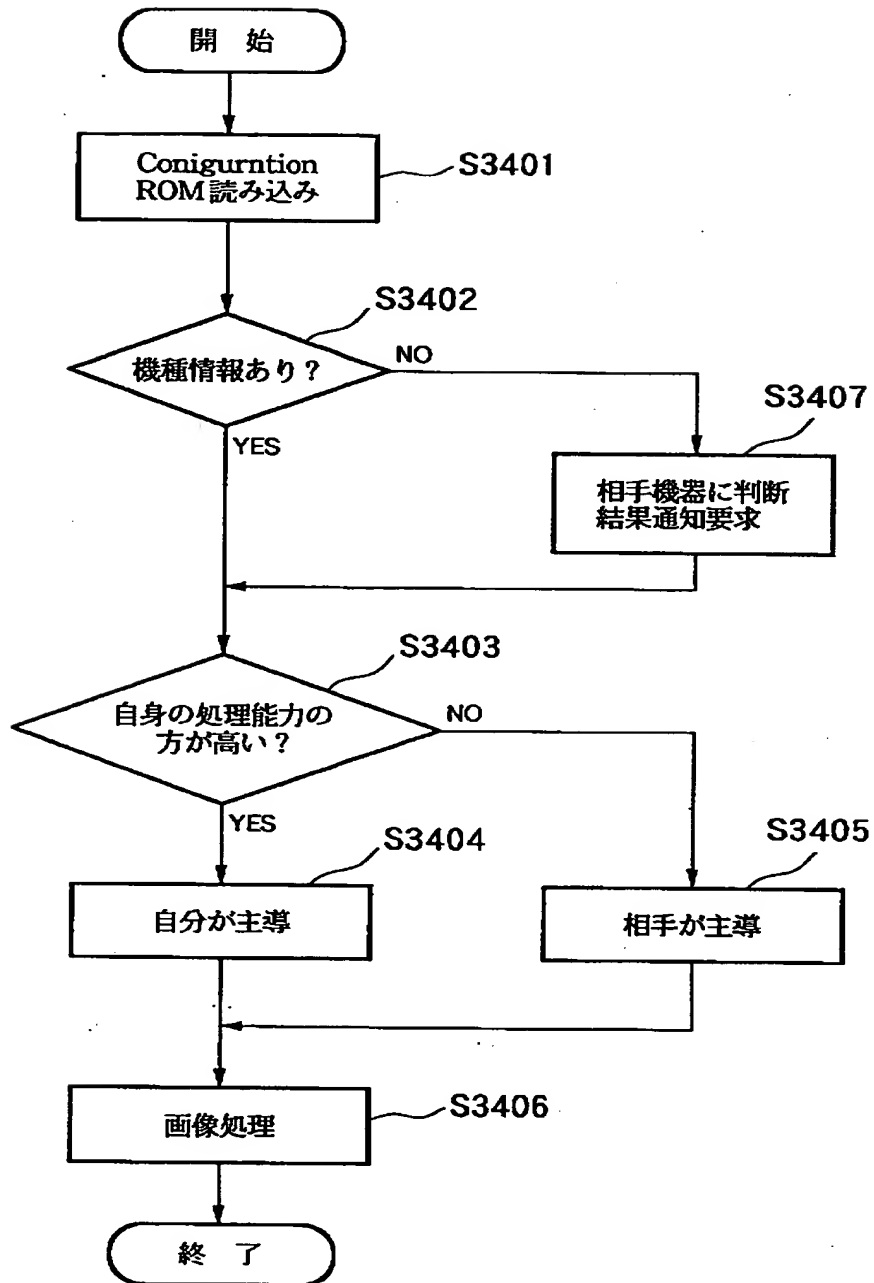 開 始
Conigurntion
ROM読み込み
S3401
S3402
機種情報あり？
NO
YES
S3407
相手機器に判断
結果通知要求
S3403
自身の処理能力の
方が高い？
NO
YES
S3404
自分が主導
S3405
相手が主導
S3406
画像処理
終 了